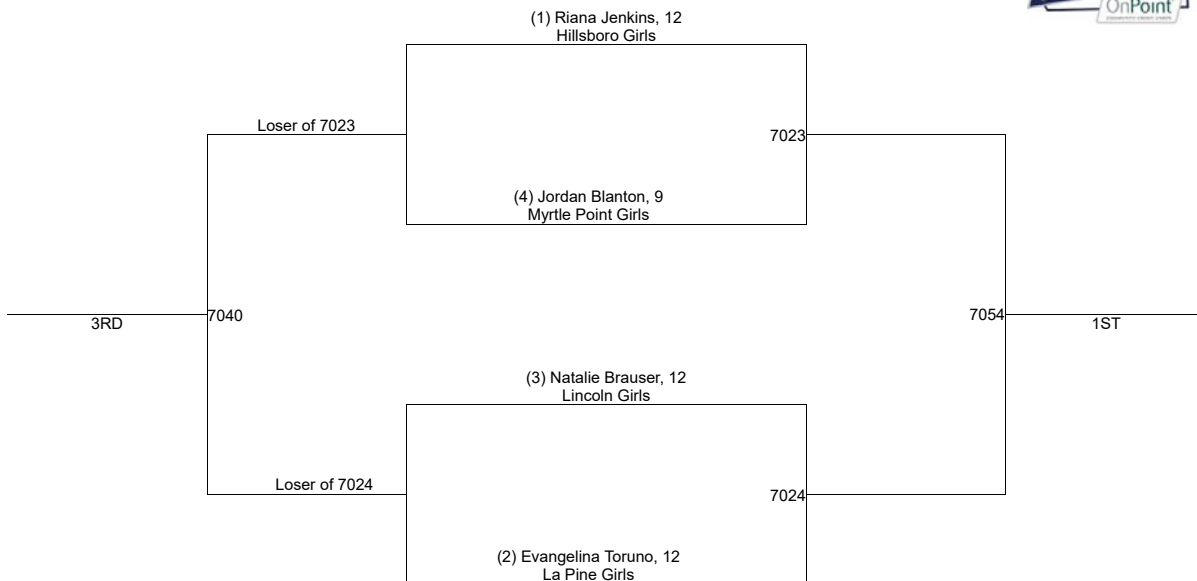 OnPoint
(1) Riana Jenkins, 12
Hillsboro Girls
Loser of 7023
7023
(4) Jordan Blanton, 9
Myrtle Point Girls
3RD
7040
7054
1ST
(3) Natalie Brauser, 12
Lincoln Girls
Loser of 7024
7024
(2) Evangelina Toruno, 12
La Pine Girls